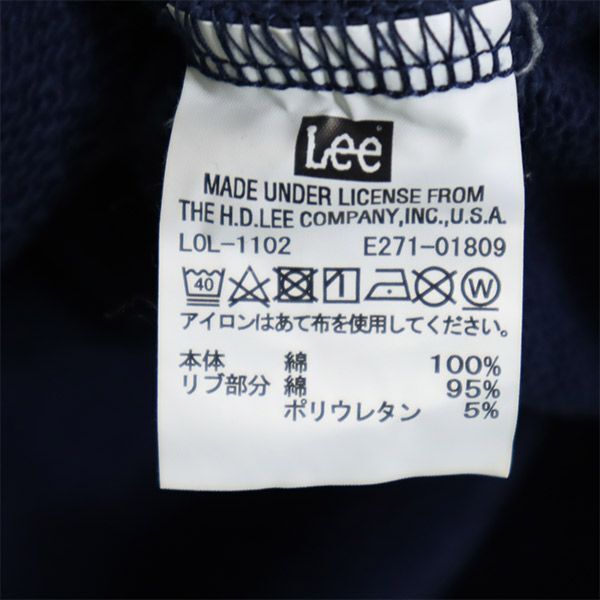 Lee
MADE UNDER LICENSE FROM
THE H.D.LEE COMPANY,INC.,U.S.A.
LOL-1102 E271-01809
40 W
アイロンはあて布を使用してください。
本体 綿 100%
リブ部分 綿 95%
ポリウレタン 5%